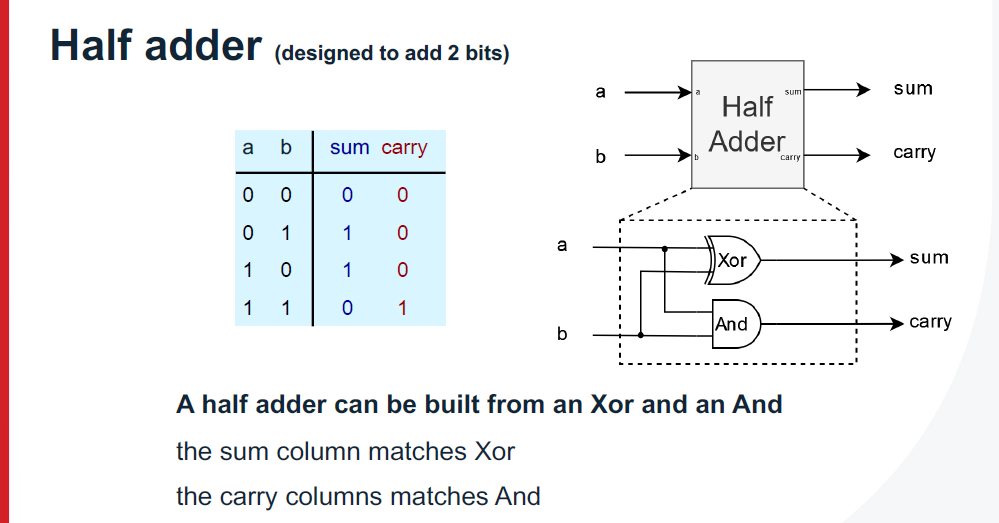 Half adder (designed to add 2 bits)
a b sum carry
0 0 0 0
0 1 1 0
1 0 1 0
1 1 0 1
a a Half Adder sum sum
b b carry carry
a Xor sum
b And carry
A half adder can be built from an Xor and an And
the sum column matches Xor
the carry columns matches And